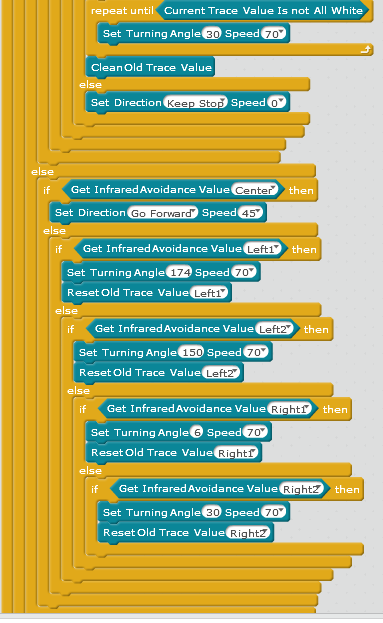 repeat until Current Trace Value Is not All White
Set Turning Angle 30 Speed 70
Clean Old Trace Value
else
Set Direction Keep Stop Speed 0
else
if Get Infrared Avoidance Value Center then
Set Direction Go Forward Speed 45
else
if Get Infrared Avoidance Value Left1 then
Set Turning Angle 174 Speed 70
Reset Old Trace Value Left1
else
if Get Infrared Avoidance Value Left2 then
Set Turning Angle 150 Speed 70
Reset Old Trace Value Left2
else
if Get Infrared Avoidance Value Right1 then
Set Turning Angle 6 Speed 70
Reset Old Trace Value Right1
else
if Get Infrared Avoidance Value Right2 then
Set Turning Angle 30 Speed 70
Reset Old Trace Value Right2